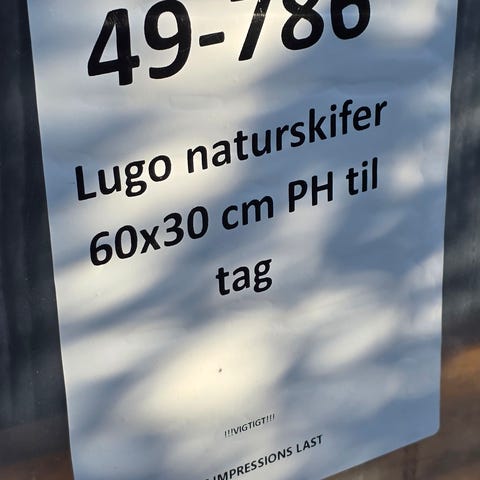 49-786
Lugo naturskifer
60x30 cm PH til
tag
!!!VIGTIGT!!!
IMPRESSIONS LAST